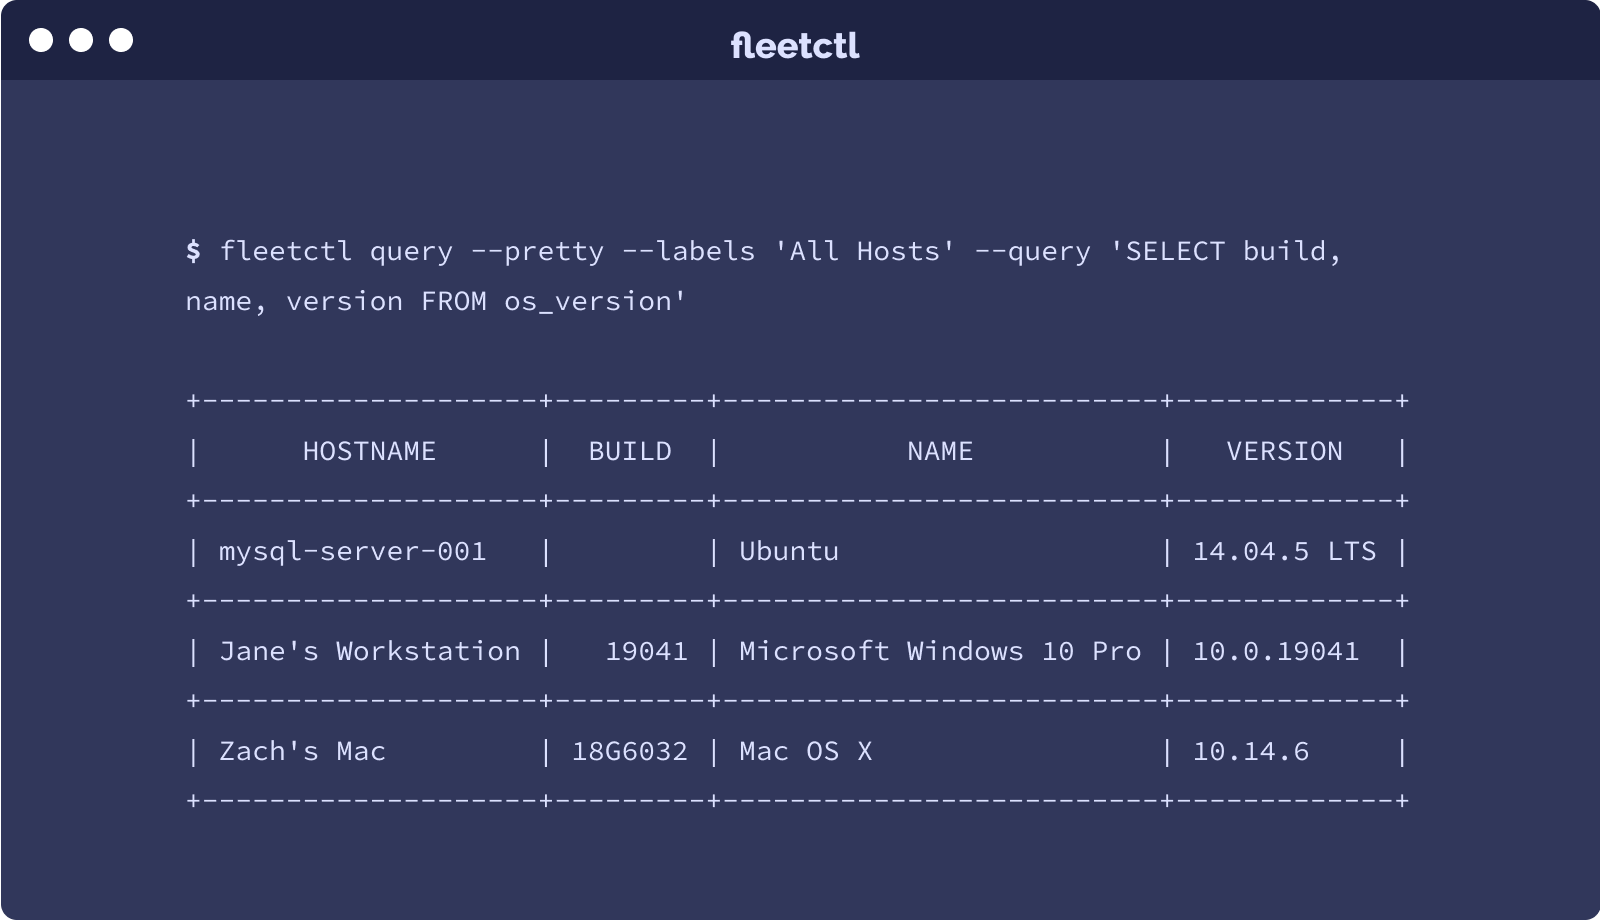 fleetctl
$ fleetctl query --pretty --labels 'All Hosts' --query 'SELECT build,
name, version FROM os_version'
+--------------------+---------+--------------------------+-------------+
|      HOSTNAME      |  BUILD  |           NAME           |   VERSION   |
+--------------------+---------+--------------------------+-------------+
| mysql-server-001   |         | Ubuntu                   | 14.04.5 LTS |
+--------------------+---------+--------------------------+-------------+
| Jane's Workstation |   19041 | Microsoft Windows 10 Pro | 10.0.19041  |
+--------------------+---------+--------------------------+-------------+
| Zach's Mac         | 18G6032 | Mac OS X                 | 10.14.6     |
+--------------------+---------+--------------------------+-------------+